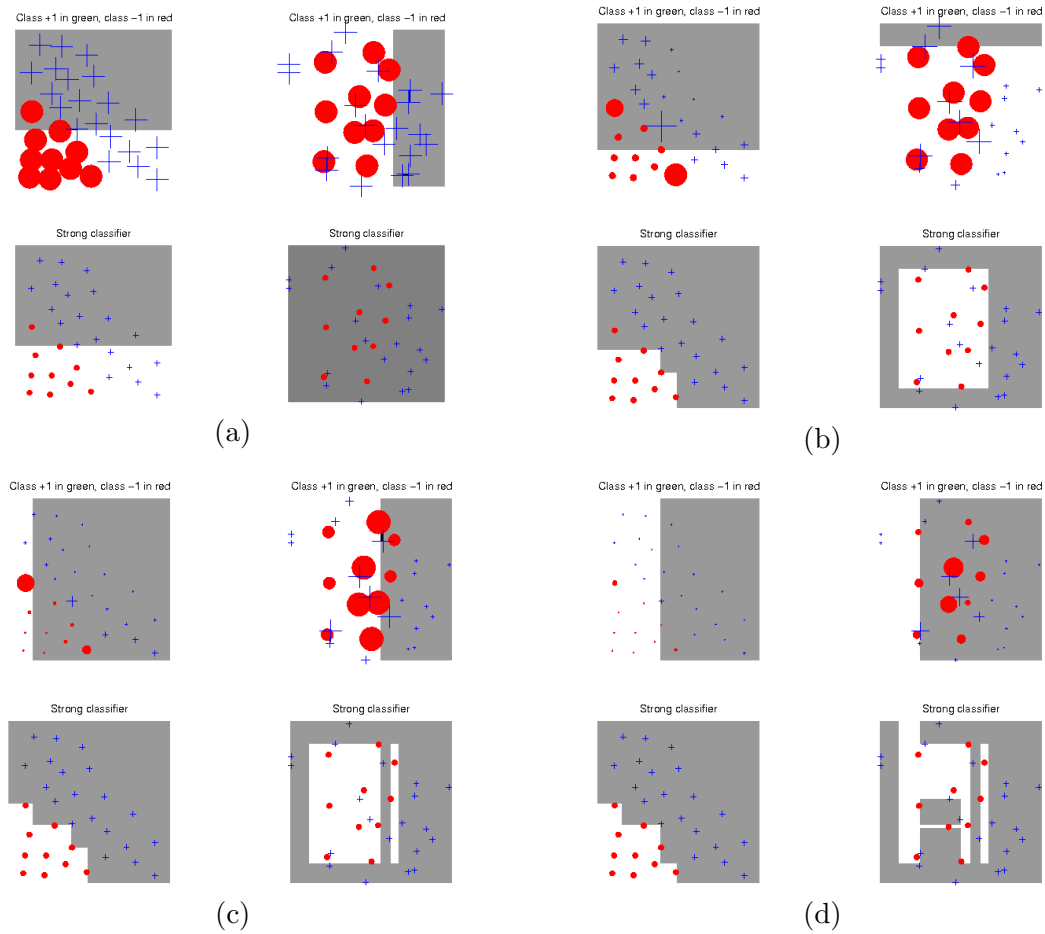 Class +1 in green, class −1 in red
Class +1 in green, class −1 in red
Strong classifier
Strong classifier
(a)
Class +1 in green, class −1 in red
Class +1 in green, class −1 in red
Strong classifier
Strong classifier
(b)
Class +1 in green, class −1 in red
Class +1 in green, class −1 in red
Strong classifier
Strong classifier
(c)
Class +1 in green, class −1 in red
Class +1 in green, class −1 in red
Strong classifier
Strong classifier
(d)